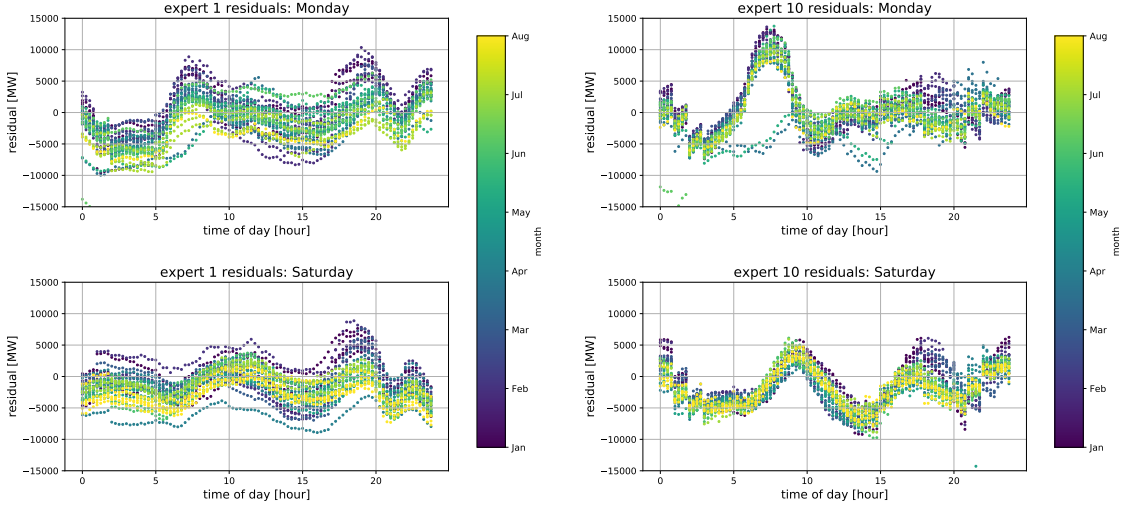 expert 1 residuals: Monday
15000
10000
5000
0
−5000
−10000
−15000
residual [MW]
0 5 10 15 20
time of day [hour]
expert 10 residuals: Monday
15000
10000
5000
0
−5000
−10000
−15000
residual [MW]
0 5 10 15 20
time of day [hour]
expert 1 residuals: Saturday
15000
10000
5000
0
−5000
−10000
−15000
residual [MW]
0 5 10 15 20
time of day [hour]
Aug
Jul
Jun
May
Apr
Mar
Feb
Jan
month
expert 10 residuals: Saturday
15000
10000
5000
0
−5000
−10000
−15000
residual [MW]
0 5 10 15 20
time of day [hour]
Aug
Jul
Jun
May
Apr
Mar
Feb
Jan
month